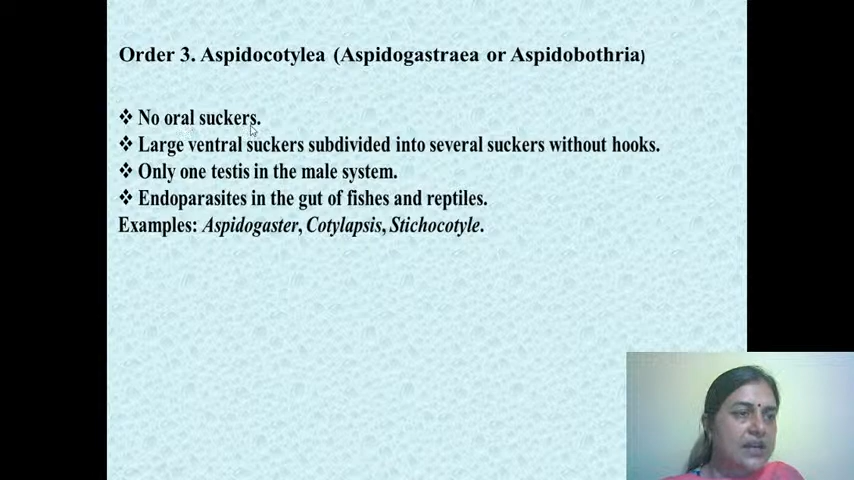 Order 3. Aspidocotylea (Aspidogastraea or Aspidobothria)
❖ No oral suckers.
❖ Large ventral suckers subdivided into several suckers without hooks.
❖ Only one testis in the male system.
❖ Endoparasites in the gut of fishes and reptiles.
Examples: Aspidogaster, Cotylapsis, Stichocotyle.